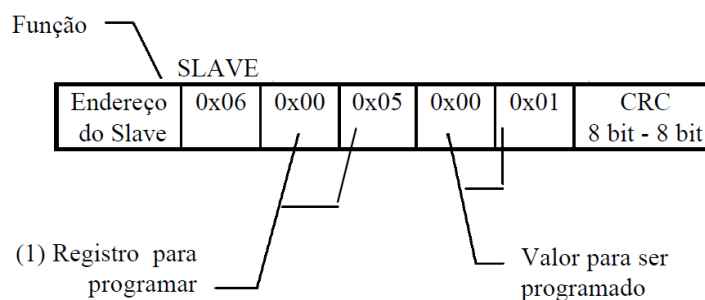 Função
SLAVE
Endereço do Slave 0x06 0x00 0x05 0x00 0x01 CRC 8 bit - 8 bit
(1) Registro para
programar
Valor para ser
programado